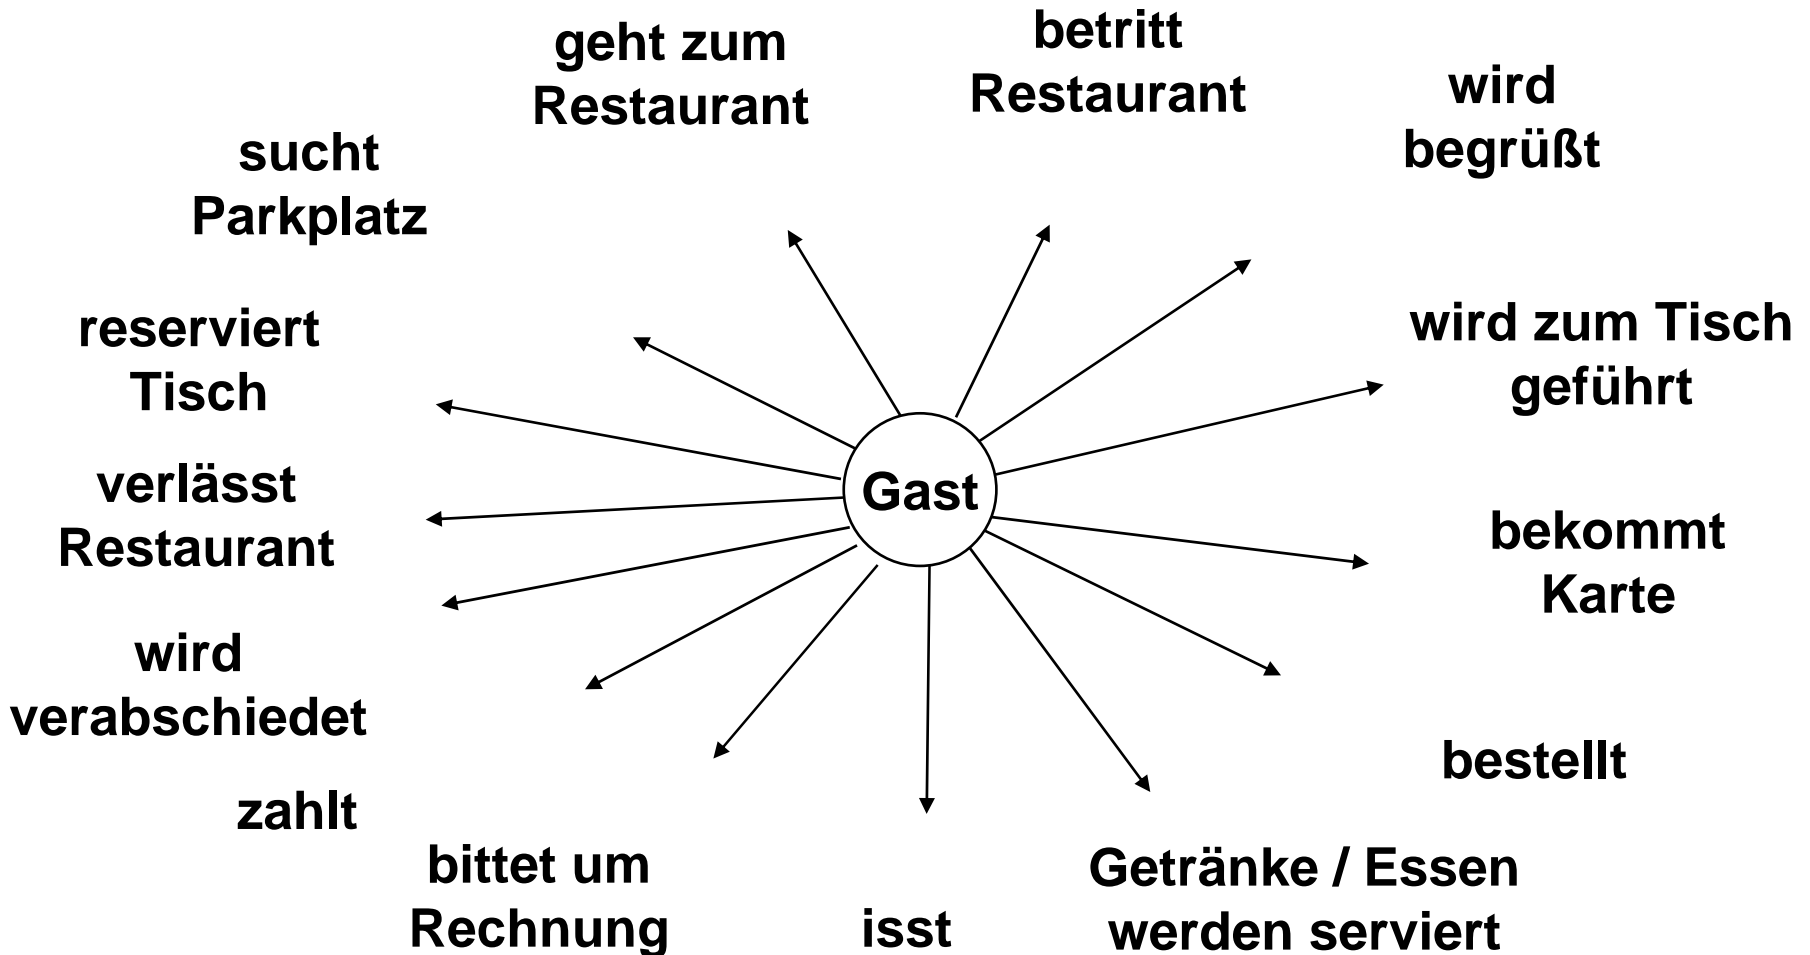 geht zum
Restaurant
betritt
Restaurant
wird
begrüßt
sucht
Parkplatz
reserviert
Tisch
wird zum Tisch
geführt
verlässt
Restaurant
Gast
bekommt
Karte
wird
verabschiedet
bestellt
zahlt
bittet um
Rechnung
isst
Getränke / Essen
werden serviert